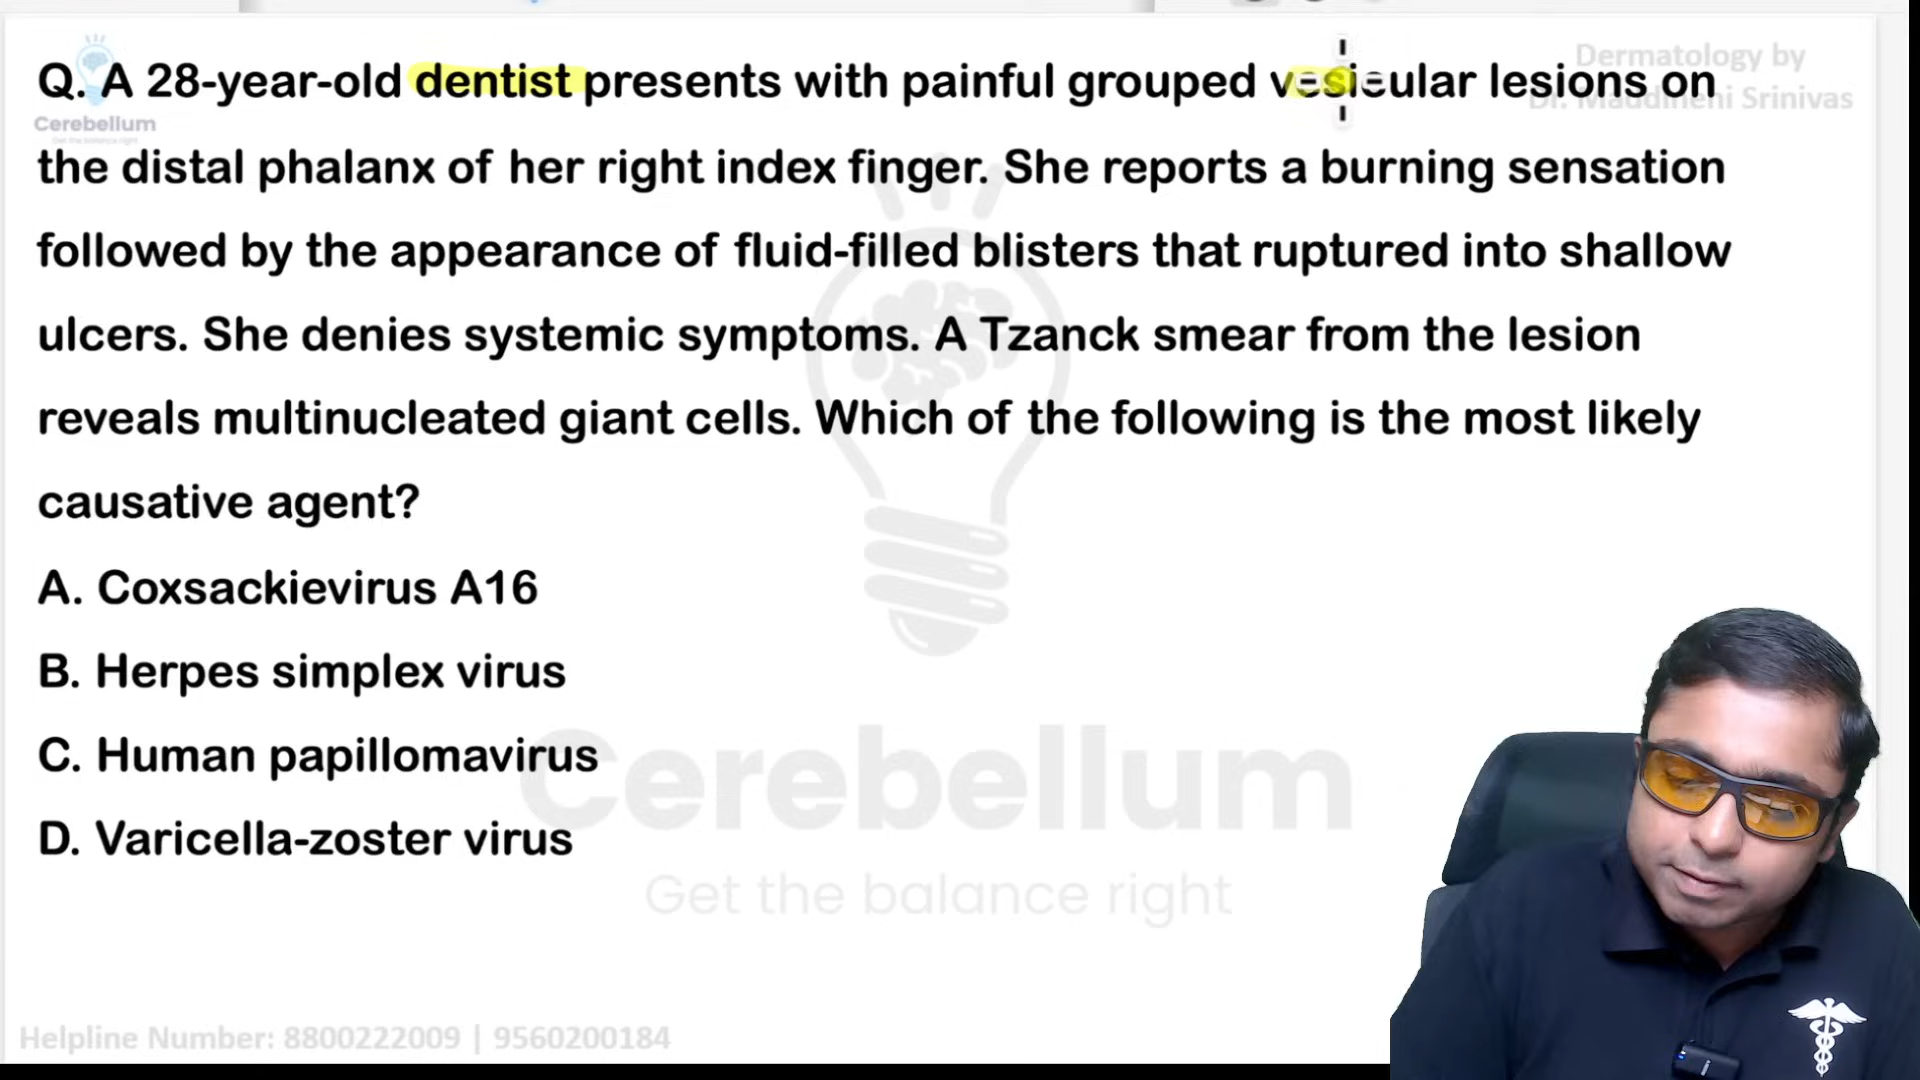 Dermatology by
Dr. Maddineni Srinivas
Q. A 28-year-old dentist presents with painful grouped vesicular lesions on
Cerebellum
the distal phalanx of her right index finger. She reports a burning sensation
followed by the appearance of fluid-filled blisters that ruptured into shallow
ulcers. She denies systemic symptoms. A Tzanck smear from the lesion
reveals multinucleated giant cells. Which of the following is the most likely
causative agent?
A. Coxsackievirus A16
B. Herpes simplex virus
C. Human papillomavirus
D. Varicella-zoster virus
Cerebellum
Get the balance right
Helpline Number: 8800222009 | 9560200184